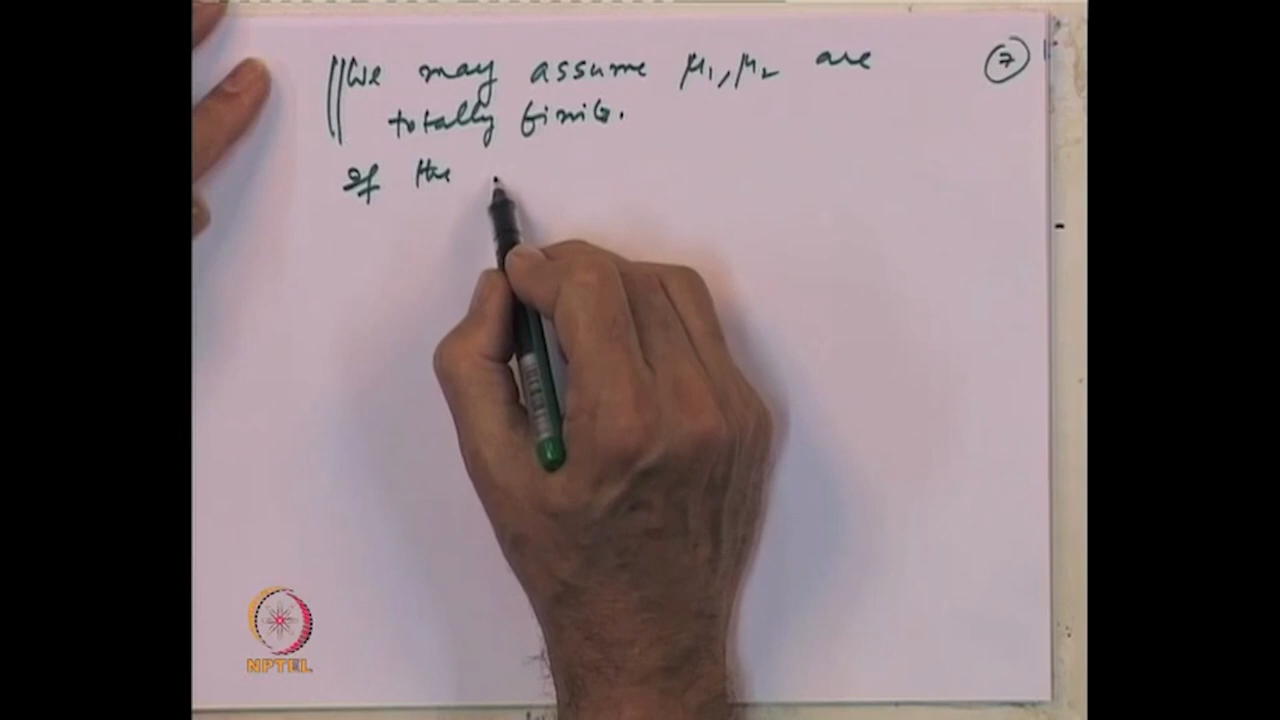 We may assume μ₁, μ₂ are
totally finite.
If the
7
NPTEL